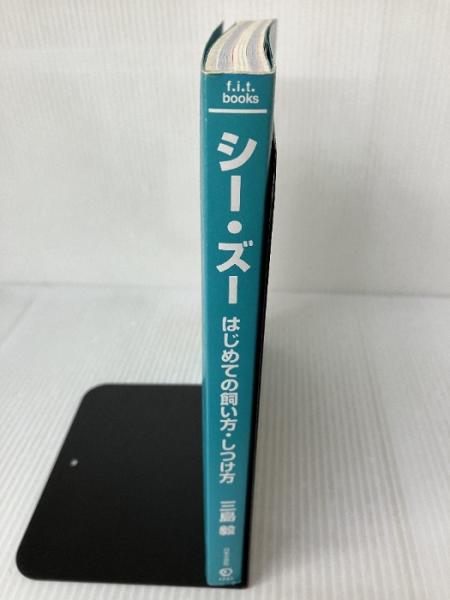 f.i.t.
books
シー・ズー
はじめての飼い方・しつけ方
三島 毅